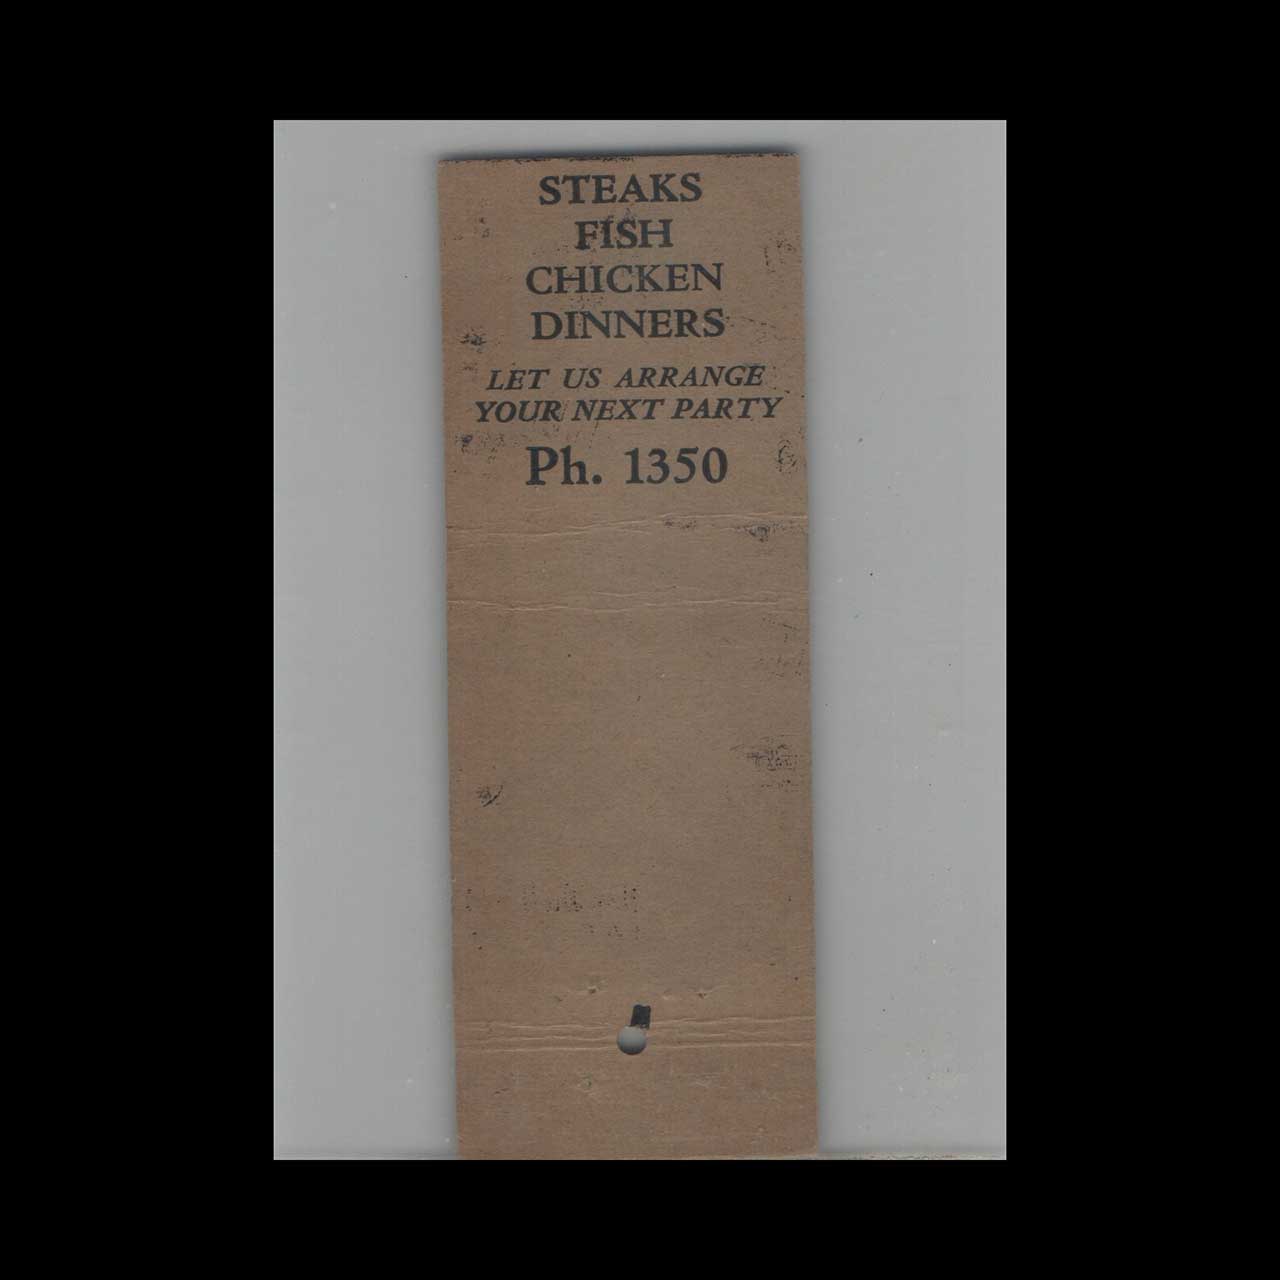 STEAKS
FISH
CHICKEN
DINNERS
LET US ARRANGE
YOUR NEXT PARTY
Ph. 1350